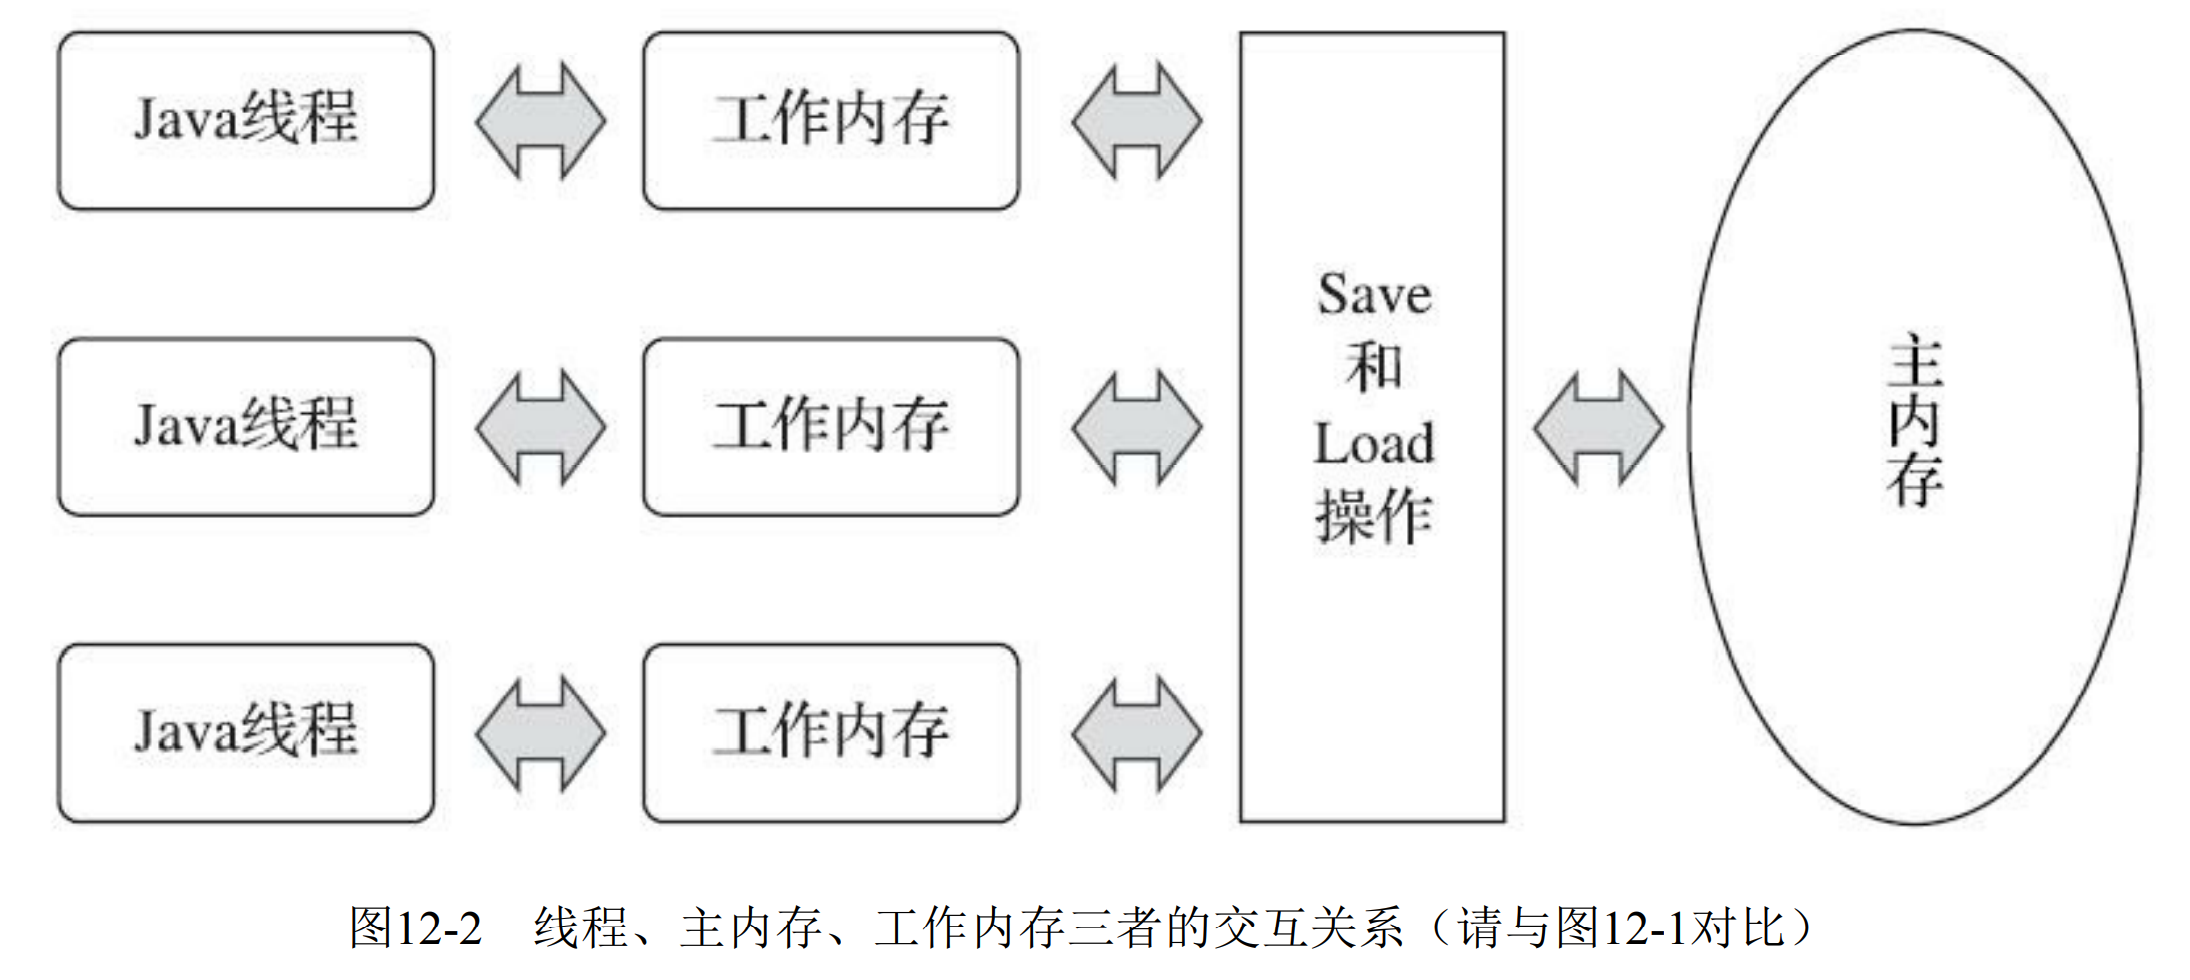 Java线程
工作内存
Java线程
工作内存
Java线程
工作内存
Save
和
Load
操作
主
内
存
图12-2 线程、主内存、工作内存三者的交互关系（请与图12-1对比）